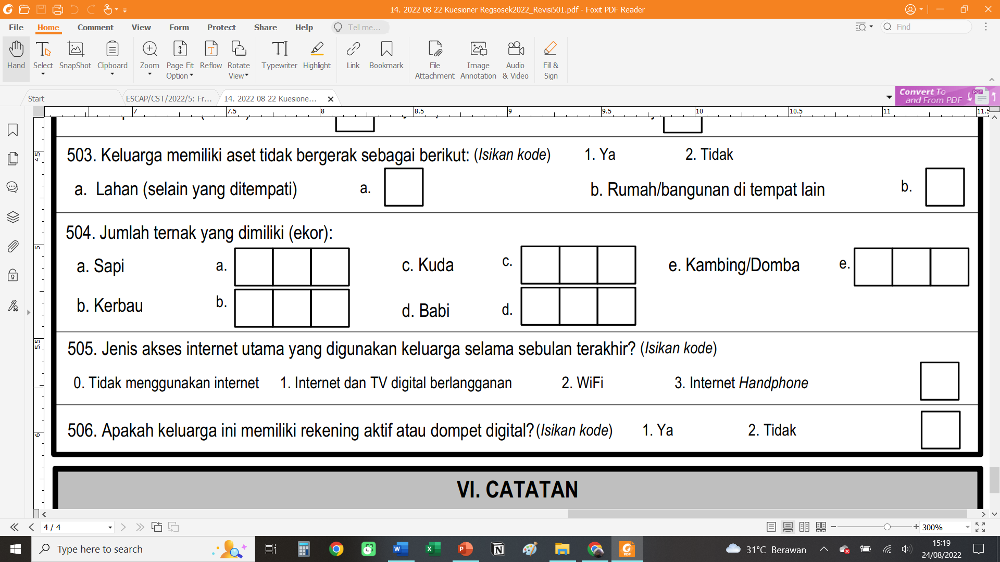 14. 2022 08 22 Kuesioner Regsosek2022_Revisi501.pdf - Foxit PDF Reader
File Home Comment View Form Protect Share Help Tell me... Find
Hand Select SnapShot Clipboard Zoom Page Fit Option Reflow Rotate View Typewriter Highlight Link Bookmark File Attachment Image Annotation Audio & Video Fill & Sign
Start ESCAP/CST/2022/5: Fr... 14. 2022 08 22 Kuesione... Convert To and From PDF PDF
7 7.5 8 8.5 9 9.5 10 10.5 11 11.5
4.5
5
5.5
6
503. Keluarga memiliki aset tidak bergerak sebagai berikut: (Isikan kode) 1. Ya 2. Tidak
a. Lahan (selain yang ditempati) a. b. Rumah/bangunan di tempat lain b.
504. Jumlah ternak yang dimiliki (ekor):
a. Sapi a. c. Kuda c. e. Kambing/Domba e.
b. Kerbau b. d. Babi d.
505. Jenis akses internet utama yang digunakan keluarga selama sebulan terakhir? (Isikan kode)
0. Tidak menggunakan internet 1. Internet dan TV digital berlangganan 2. WiFi 3. Internet Handphone
506. Apakah keluarga ini memiliki rekening aktif atau dompet digital? (Isikan kode) 1. Ya 2. Tidak
VI. CATATAN
4 / 4 300%
Type here to search 31°C Berawan 15:19
24/08/2022